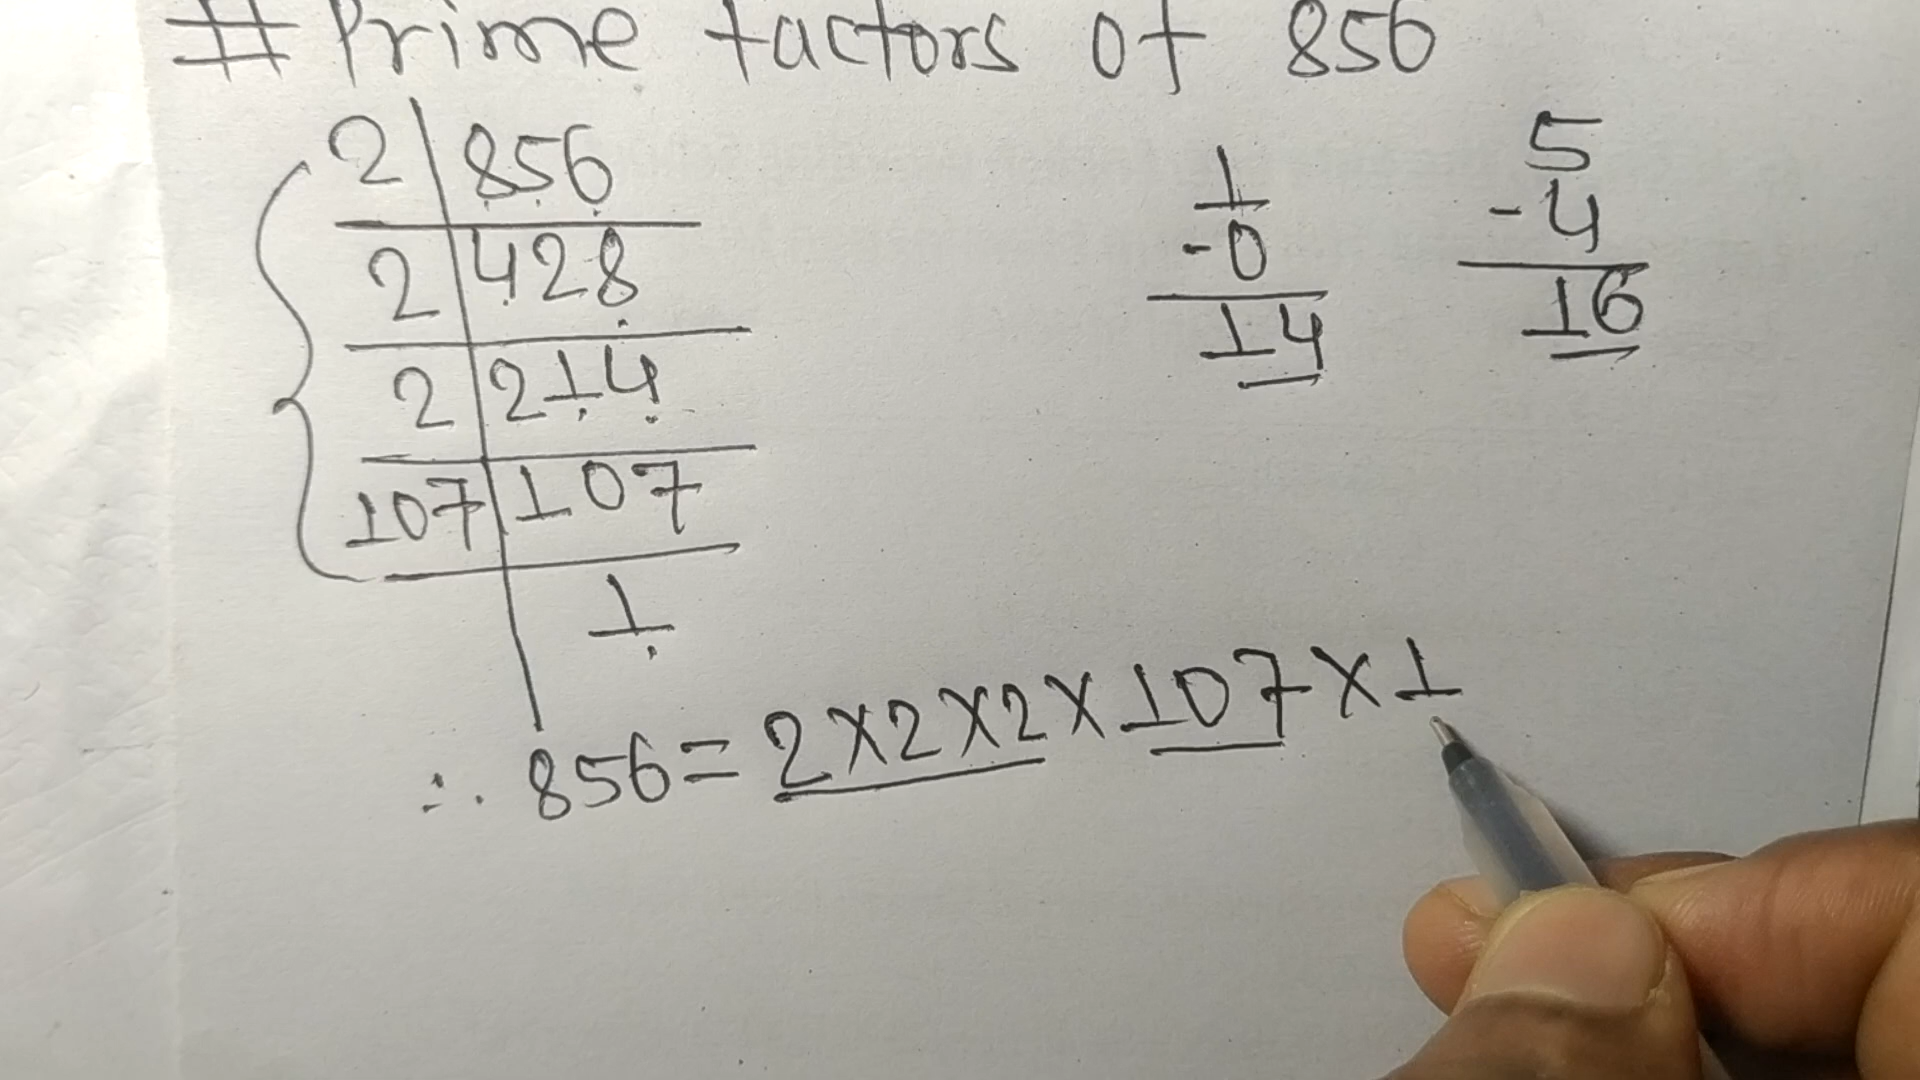 # Prime factors of 856
2 | 856
2 | 428
2 | 214
107 | 107
1
1
-0
14
5
-4
16
∴ 856 = 2×2×2×107×1